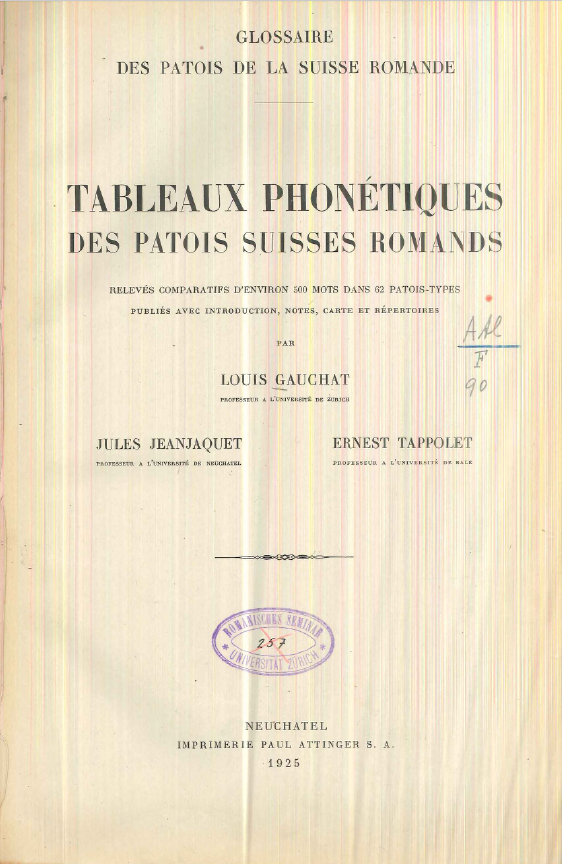 GLOSSAIRE
DES PATOIS DE LA SUISSE ROMANDE
TABLEAUX PHONÉTIQUES
DES PATOIS SUISSES ROMANDS
RELEVÉS COMPARATIFS D'ENVIRON 500 MOTS DANS 62 PATOIS-TYPES
PUBLIÉS AVEC INTRODUCTION, NOTES, CARTE ET RÉPERTOIRES
AAl
F
90
PAR
LOUIS GAUCHAT
PROFESSEUR A L'UNIVERSITÉ DE ZURICH
JULES JEANJAQUET
PROFESSEUR A L'UNIVERSITÉ DE NEUCHATEL
ERNEST TAPPOLET
PROFESSEUR A L'UNIVERSITÉ DE BALE
ROMANISCHES SEMINAR
257
* UNIVERSITÄT ZÜRICH *
NEUCHATEL
IMPRIMERIE PAUL ATTINGER S. A.
1925